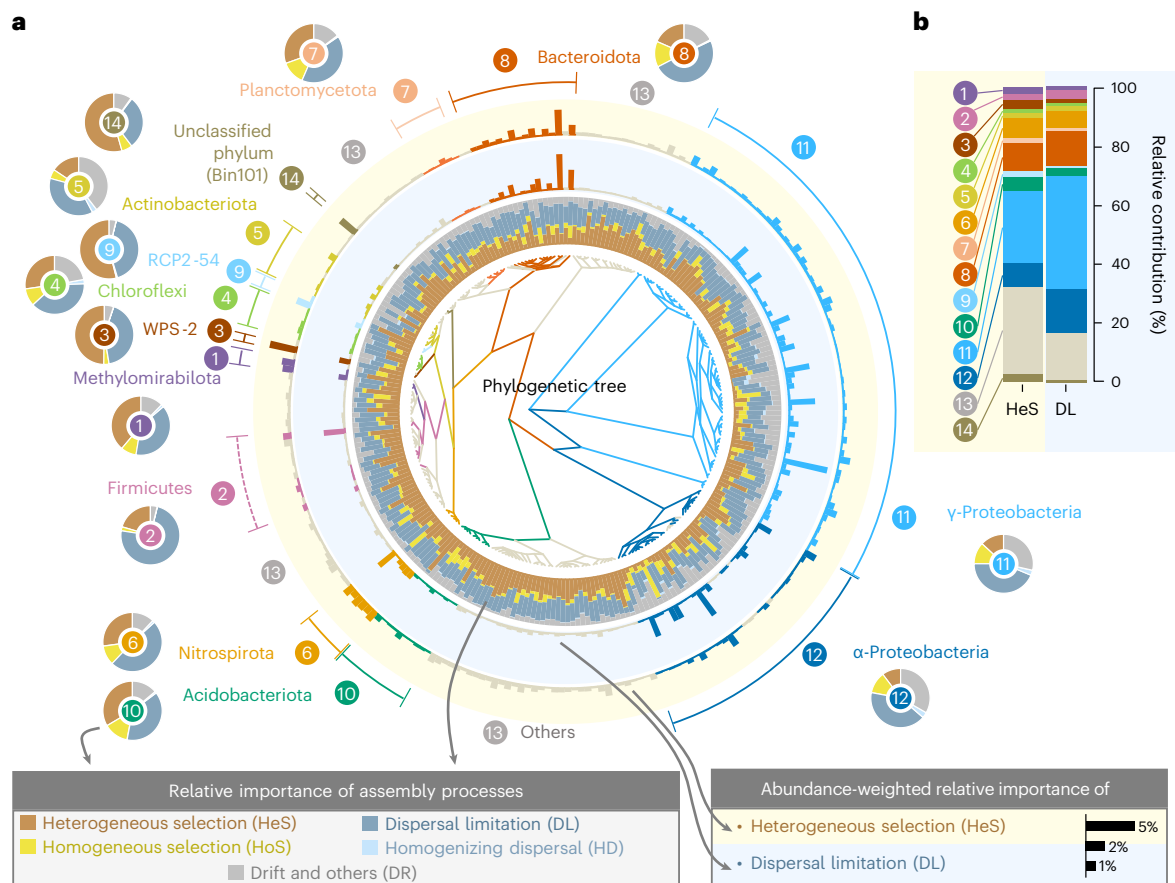 a
b
7
Planctomycetota
7
8
Bacteroidota
8
13
11
14
Unclassified
phylum
(Bin101)
14
13
5
Actinobacteriota
5
9
RCP2-54
9
4
Chloroflexi
4
3
WPS-2
3
1
Methylomirabilota
1
Firmicutes
2
2
13
6
Nitrospirota
6
10
Acidobacteriota
10
13 Others
Phylogenetic tree
11
γ-Proteobacteria
11
12
α-Proteobacteria
12
1
2
3
4
5
6
7
8
9
10
11
12
13
14
100
80
60
40
20
0
Relative contribution (%)
HeS
DL
Relative importance of assembly processes
Heterogeneous selection (HeS)
Dispersal limitation (DL)
Homogeneous selection (HoS)
Homogenizing dispersal (HD)
Drift and others (DR)
Abundance-weighted relative importance of
• Heterogeneous selection (HeS)
• Dispersal limitation (DL)
5%
2%
1%